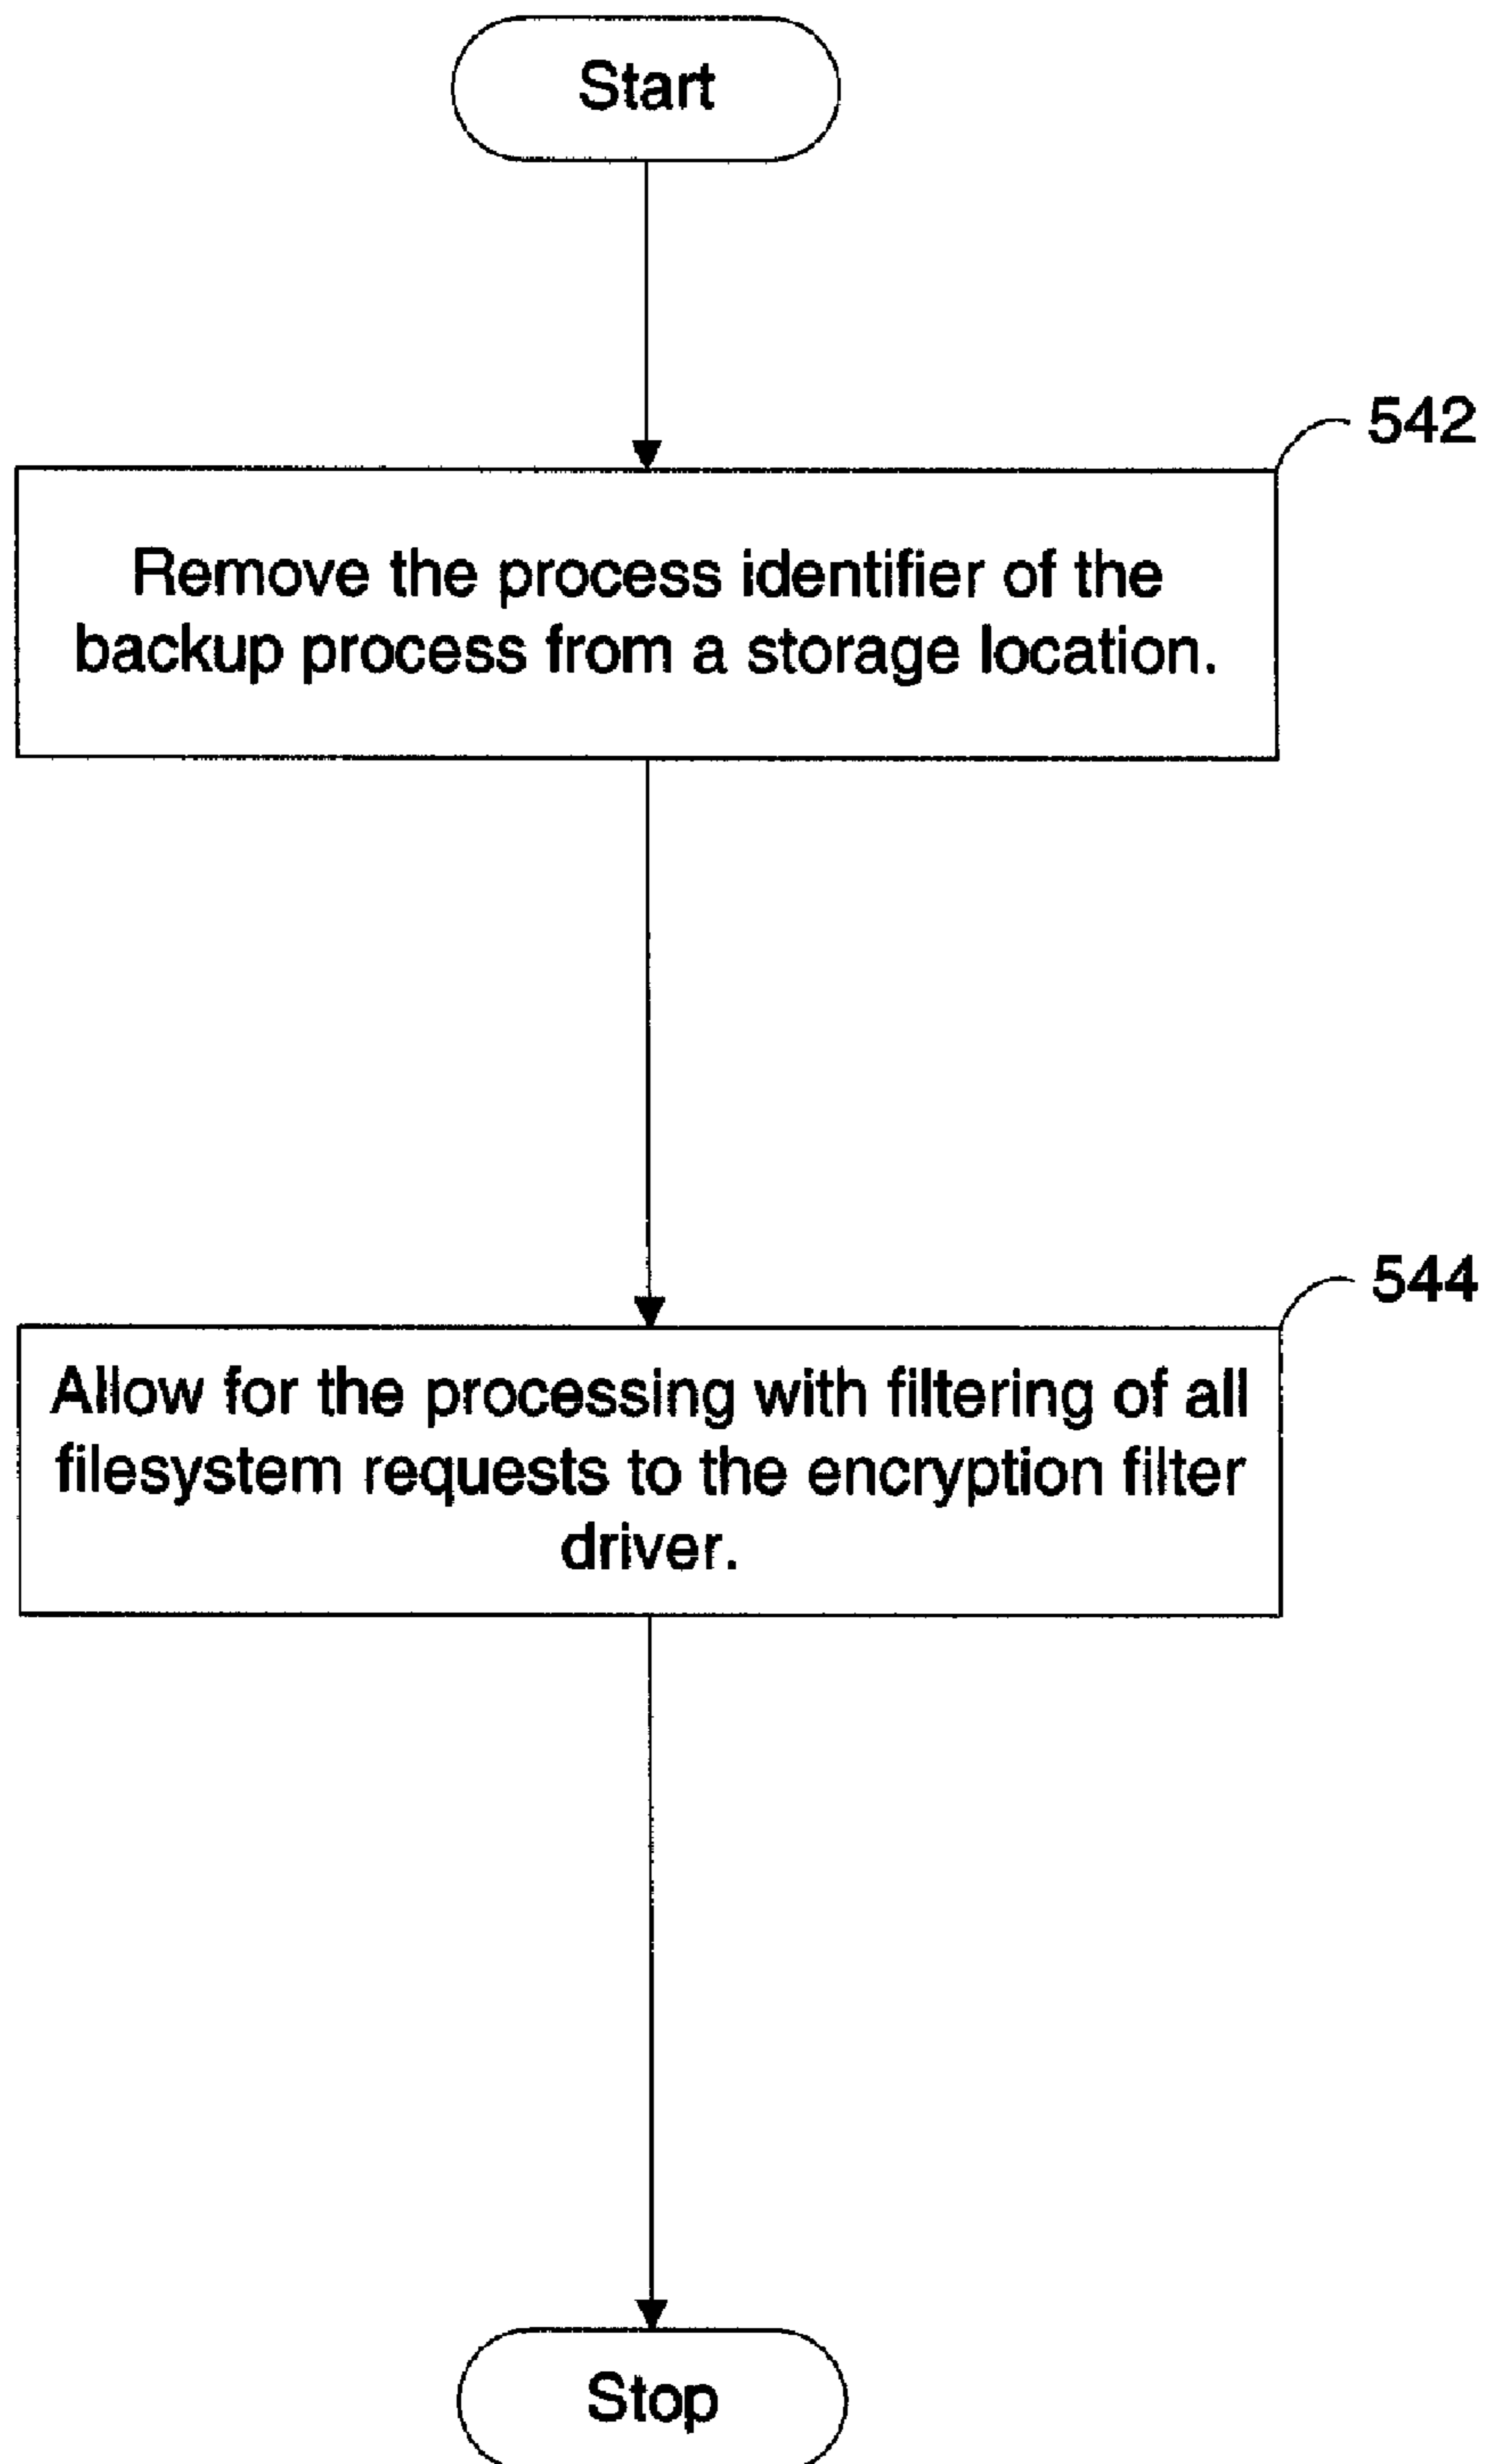 Start
542
Remove the process identifier of the
backup process from a storage location.
544
Allow for the processing with filtering of all
filesystem requests to the encryption filter
driver.
Stop